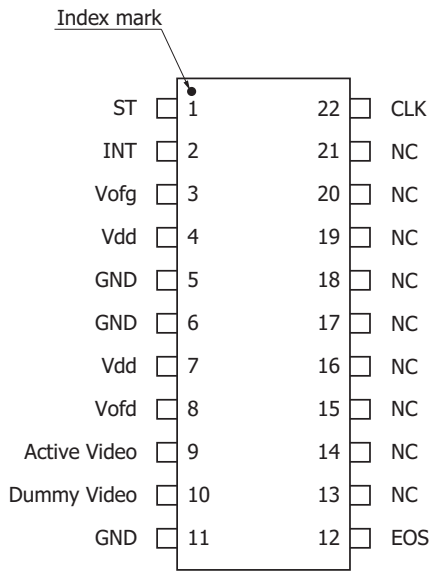 Index mark
ST 1 22 CLK
INT 2 21 NC
Vofg 3 20 NC
Vdd 4 19 NC
GND 5 18 NC
GND 6 17 NC
Vdd 7 16 NC
Vofd 8 15 NC
Active Video 9 14 NC
Dummy Video 10 13 NC
GND 11 12 EOS